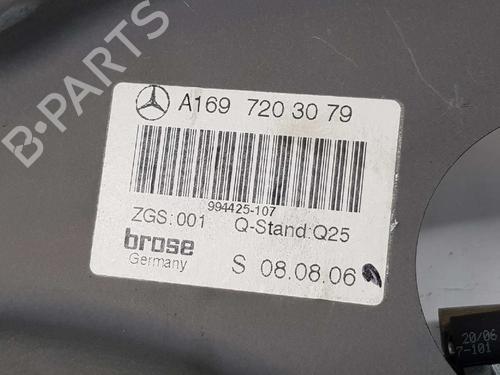 A169 720 30 79
994425-107
ZGS:001 Q-Stand:Q25
brose
Germany S 08.08.06
20/06
7-101
B-PARTS